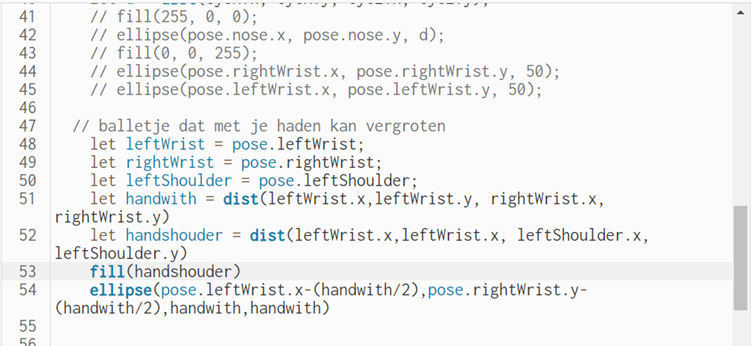 41 // fill(255, 0, 0);
42 // ellipse(pose.nose.x, pose.nose.y, d);
43 // fill(0, 0, 255);
44 // ellipse(pose.rightWrist.x, pose.rightWrist.y, 50);
45 // ellipse(pose.leftWrist.x, pose.leftWrist.y, 50);
46
47 // balletje dat met je haden kan vergroten
48 let leftWrist = pose.leftWrist;
49 let rightWrist = pose.rightWrist;
50 let leftShoulder = pose.leftShoulder;
51 let handwith = dist(leftWrist.x,leftWrist.y, rightWrist.x,
rightWrist.y)
52 let handshouder = dist(leftWrist.x,leftWrist.x, leftShoulder.x,
leftShoulder.y)
53 fill(handshouder)
54 ellipse(pose.leftWrist.x-(handwith/2),pose.rightWrist.y-
(handwith/2),handwith,handwith)
55
56